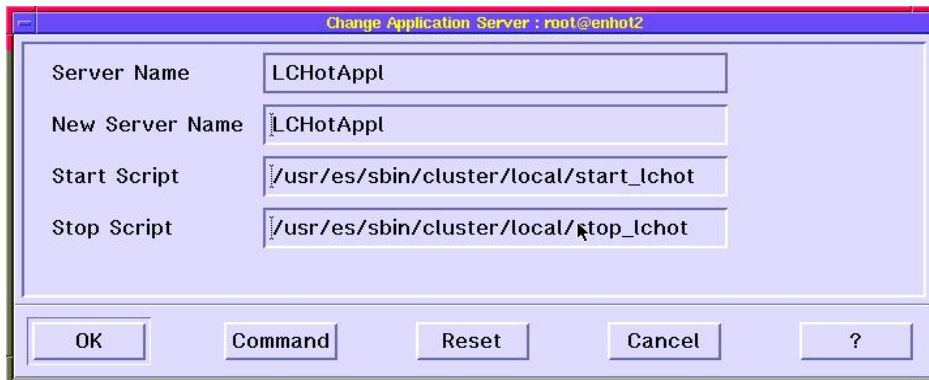 Change Application Server : root@enhot2
Server Name LCHotAppl
New Server Name LCHotAppl
Start Script /usr/es/sbin/cluster/local/start_lchot
Stop Script /usr/es/sbin/cluster/local/stop_lchot
OK Command Reset Cancel ?